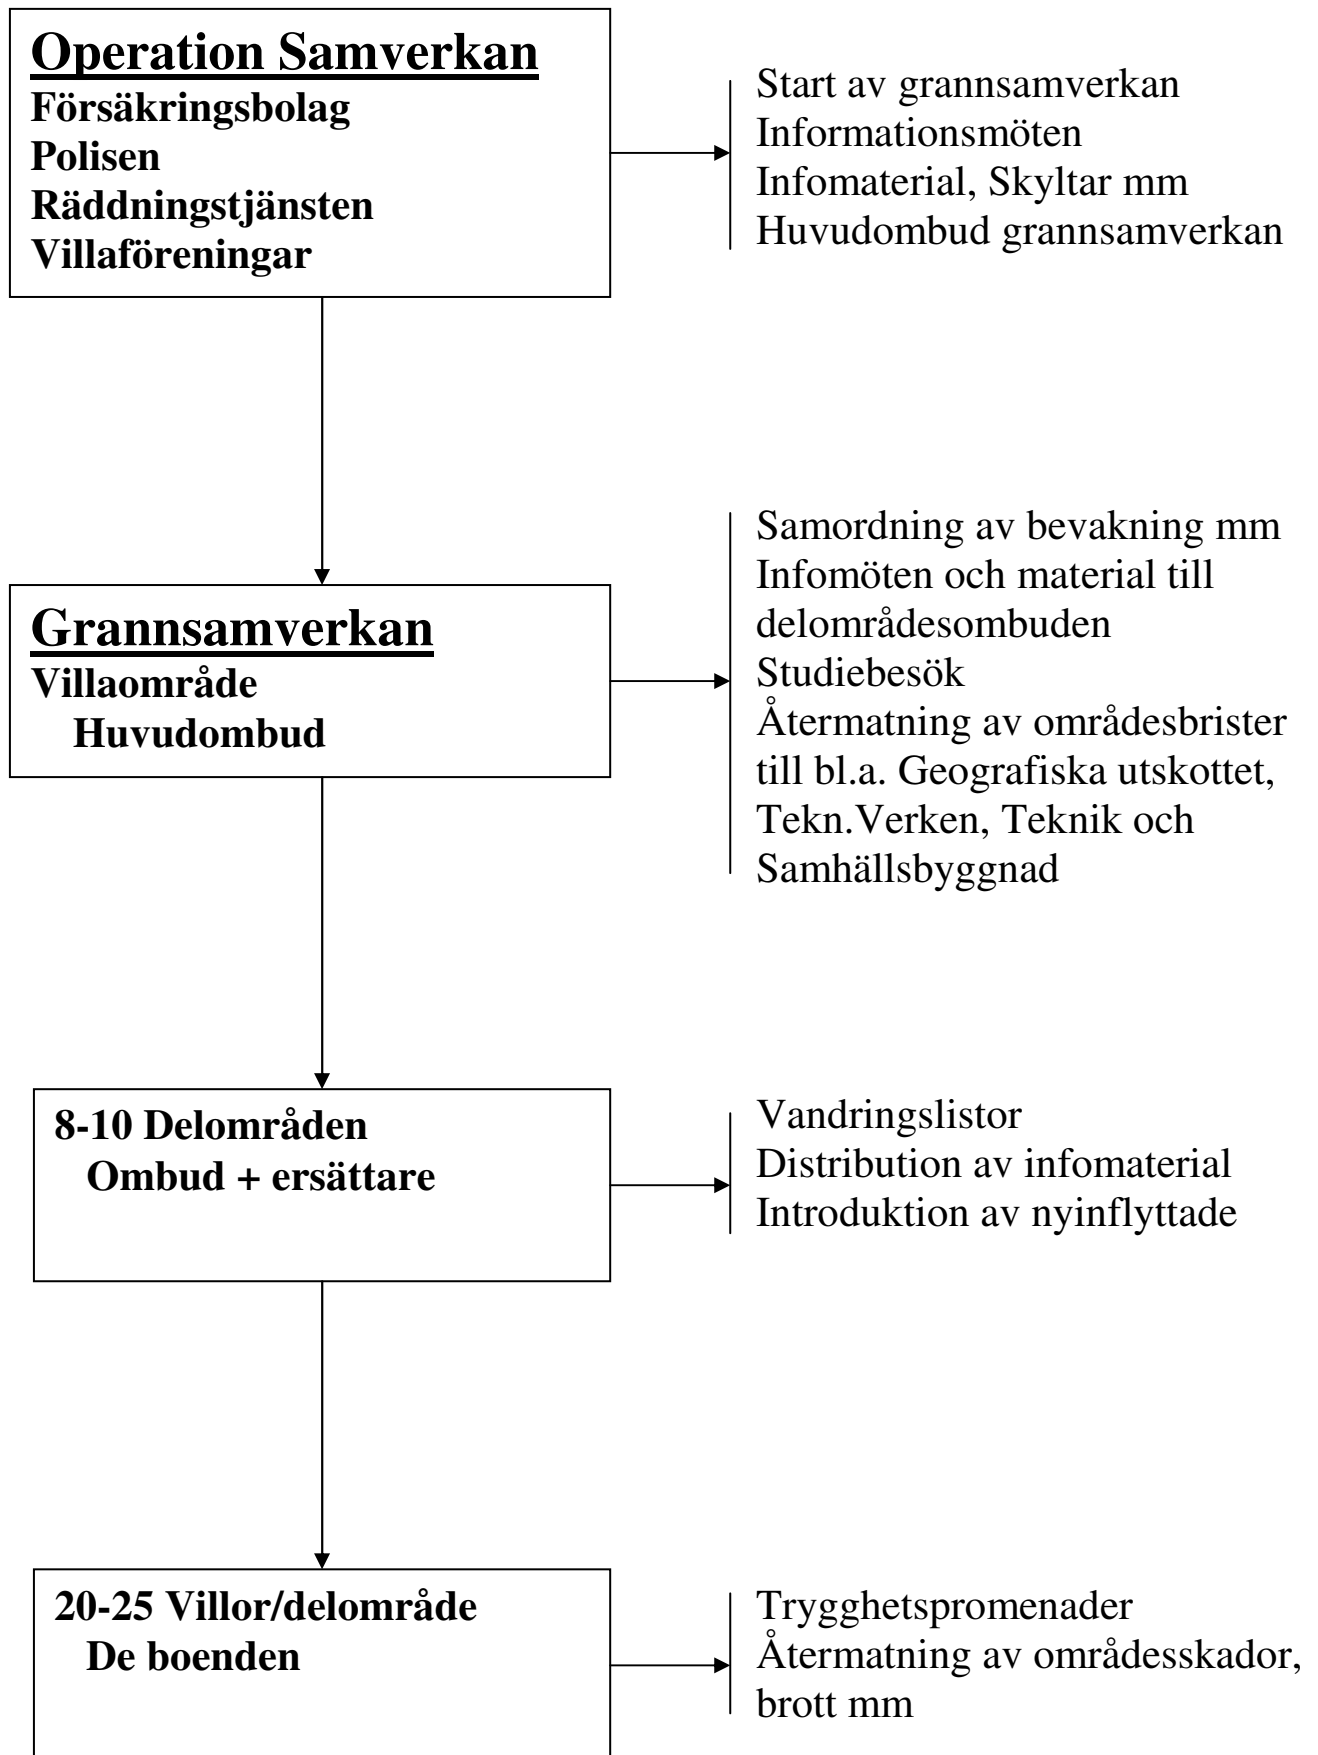 Operation Samverkan
Försäkringsbolag
Polisen
Räddningstjänsten
Villaföreningar
Start av grannsamverkan
Informationsmöten
Infomaterial, Skyltar mm
Huvudombud grannsamverkan
Grannsamverkan
Villaområde
Huvudombud
Samordning av bevakning mm
Infomöten och material till
delområdesombuden
Studiebesök
Återmatning av områdesbrister
till bl.a. Geografiska utskottet,
Tekn.Verken, Teknik och
Samhällsbyggnad
8-10 Delområden
Ombud + ersättare
Vandringslistor
Distribution av infomaterial
Introduktion av nyinflyttade
20-25 Villor/delområde
De boenden
Trygghetspromenader
Återmatning av områdesskador,
brott mm